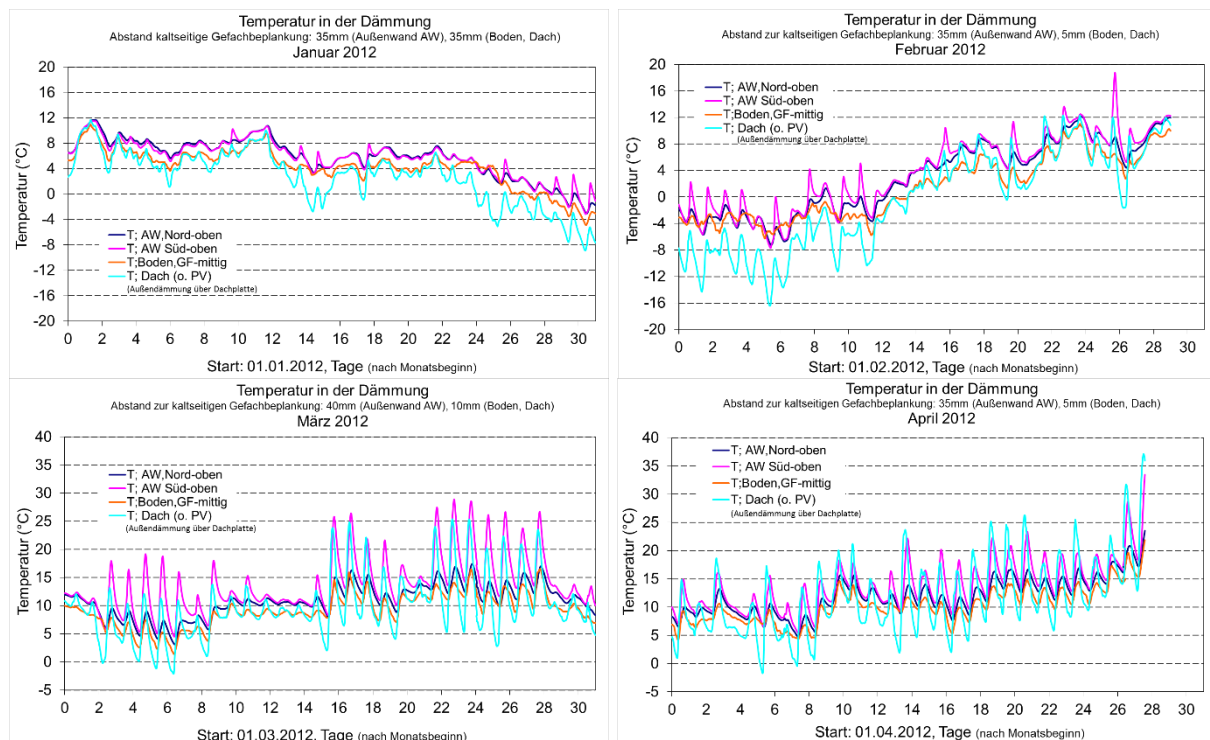 Temperatur in der Dämmung
Abstand kaltseitige Gefachbeplankung: 35mm (Außenwand AW), 35mm (Boden, Dach)
Januar 2012
Temperatur (°C)
20
16
12
8
4
0
-4
-8
-12
-16
-20
T; AW,Nord-oben
T; AW Süd-oben
T;Boden,GF-mittig
T; Dach (o. PV)
(Außendämmung über Dachplatte)
0 2 4 6 8 10 12 14 16 18 20 22 24 26 28 30
Start: 01.01.2012, Tage (nach Monatsbeginn)
Temperatur in der Dämmung
Abstand zur kaltseitigen Gefachbeplankung: 35mm (Außenwand AW), 5mm (Boden, Dach)
Februar 2012
Temperatur (°C)
20
16
12
8
4
0
-4
-8
-12
-16
-20
T; AW,Nord-oben
T; AW Süd-oben
T;Boden,GF-mittig
T; Dach (o. PV)
(Außendämmung über Dachplatte)
0 2 4 6 8 10 12 14 16 18 20 22 24 26 28 30
Start: 01.02.2012, Tage (nach Monatsbeginn)
Temperatur in der Dämmung
Abstand zur kaltseitigen Gefachbeplankung: 40mm (Außenwand AW), 10mm (Boden, Dach)
März 2012
Temperatur (°C)
40
35
30
25
20
15
10
5
0
-5
T; AW,Nord-oben
T; AW Süd-oben
T;Boden,GF-mittig
T; Dach (o. PV)
(Außendämmung über Dachplatte)
0 2 4 6 8 10 12 14 16 18 20 22 24 26 28 30
Start: 01.03.2012, Tage (nach Monatsbeginn)
Temperatur in der Dämmung
Abstand zur kaltseitigen Gefachbeplankung: 35mm (Außenwand AW), 5mm (Boden, Dach)
April 2012
Temperatur (°C)
40
35
30
25
20
15
10
5
0
-5
T; AW,Nord-oben
T; AW Süd-oben
T;Boden,GF-mittig
T; Dach (o. PV)
(Außendämmung über Dachplatte)
0 2 4 6 8 10 12 14 16 18 20 22 24 26 28 30
Start: 01.04.2012, Tage (nach Monatsbeginn)